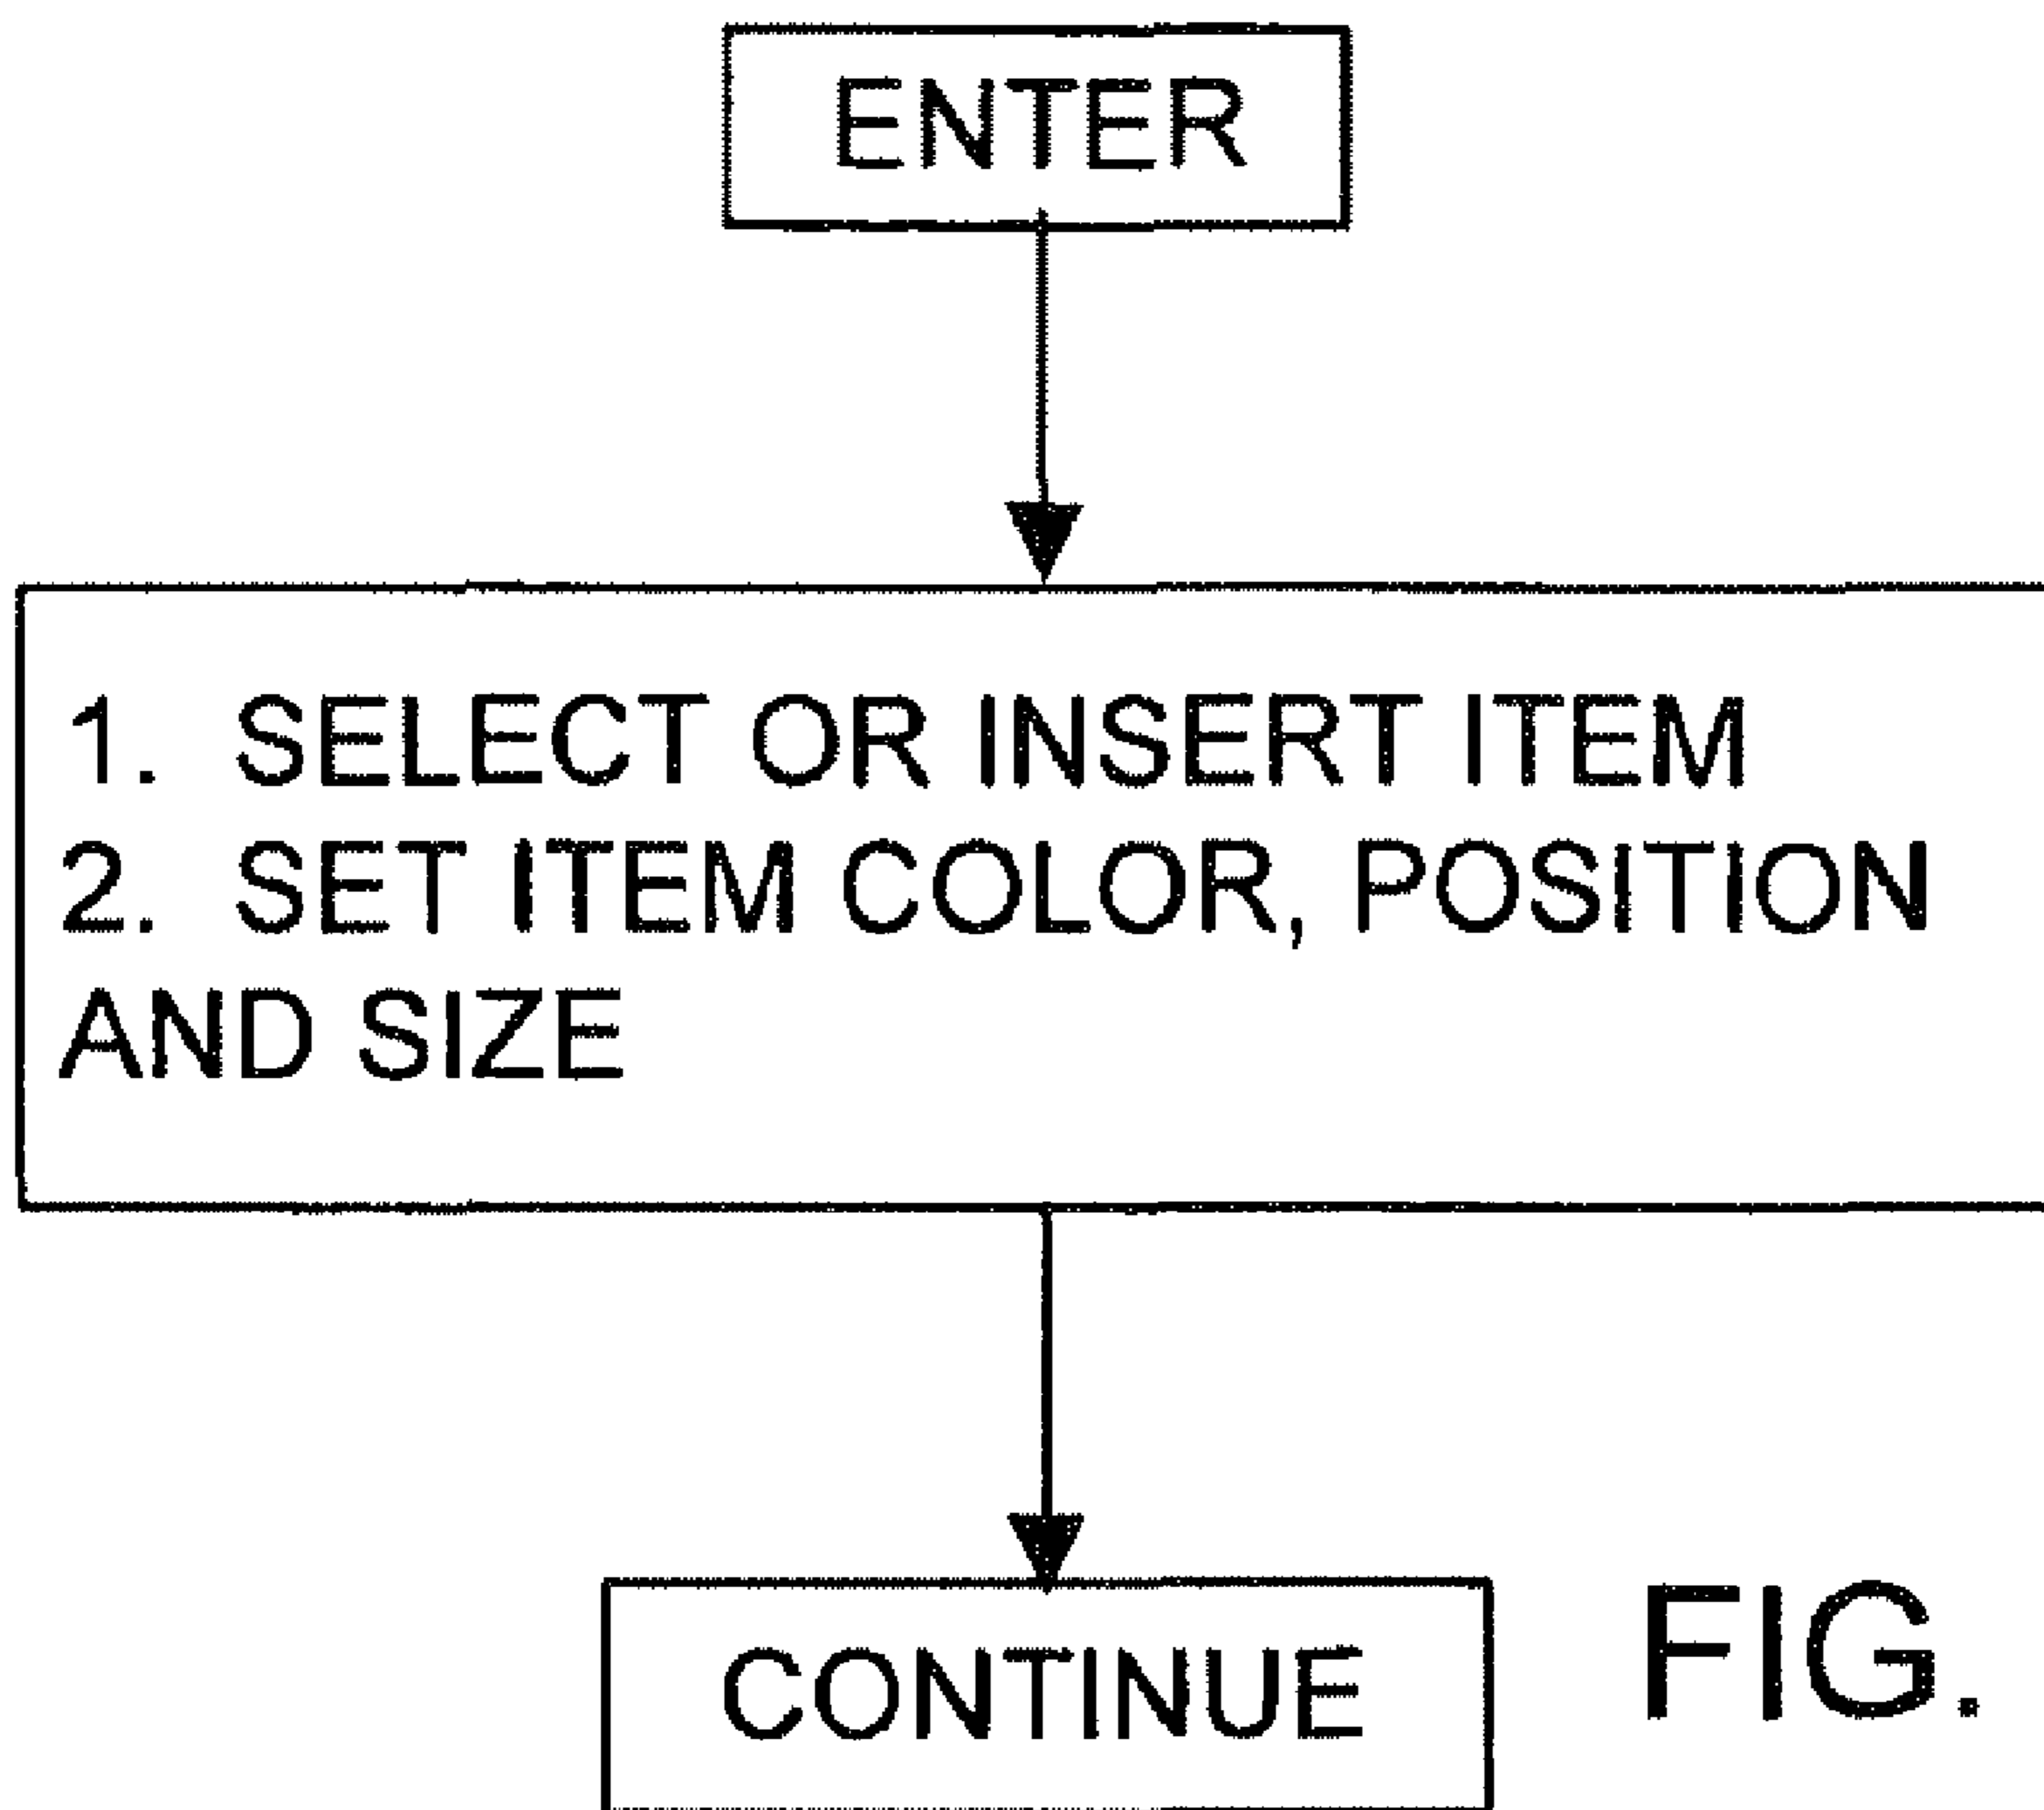 ENTER
1. SELECT OR INSERT ITEM
2. SET ITEM COLOR, POSITION
AND SIZE
CONTINUE
FIG.